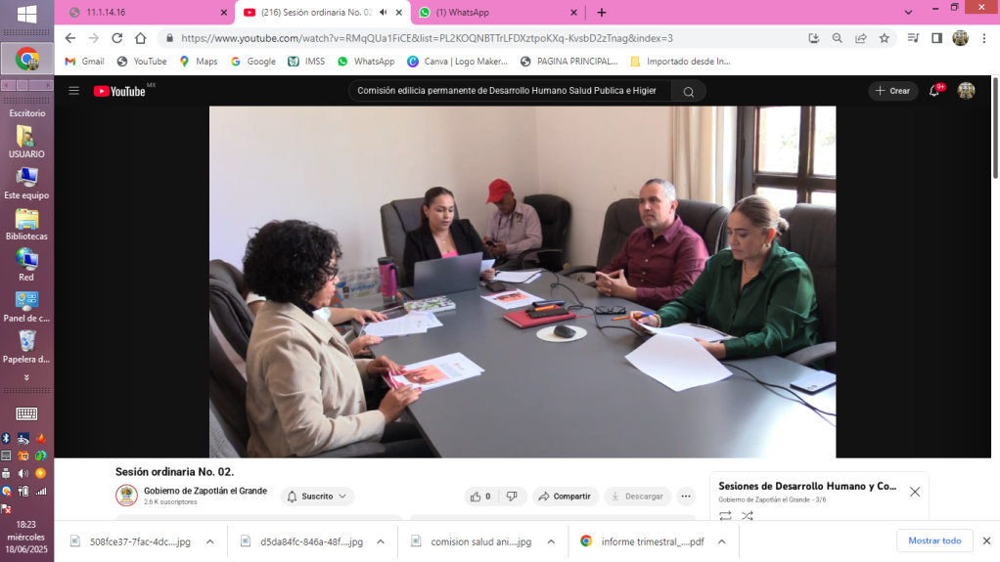 11.1.14.16
(216) Sesión ordinaria No. 02
(1) WhatsApp
https://www.youtube.com/watch?v=RMqQUa1FiCE&list=PL2KOQNBTTrLFDXztpoKXq-KvsbD2zTnag&index=3
Gmail
YouTube
Maps
Google
IMSS
WhatsApp
Canva | Logo Maker...
PAGINA PRINCIPAL...
Importado desde In...
YouTube MX
Comisión edilicia permanente de Desarrollo Humano Salud Publica e Higier
Crear
9+
Escritorio
USUARIO
Este equipo
Bibliotecas
Red
Panel de c...
Papelera d...
18:23
miércoles
18/06/2025
Sesión ordinaria No. 02.
Gobierno de Zapotlán el Grande
2.6 K suscriptores
Suscrito
0
Compartir
Descargar
Sesiones de Desarrollo Humano y Co...
Gobierno de Zapotlán el Grande - 3/6
508fce37-7fac-4dc....jpg
d5da84fc-846a-48f....jpg
comision salud ani....jpg
informe trimestral_....pdf
Mostrar todo